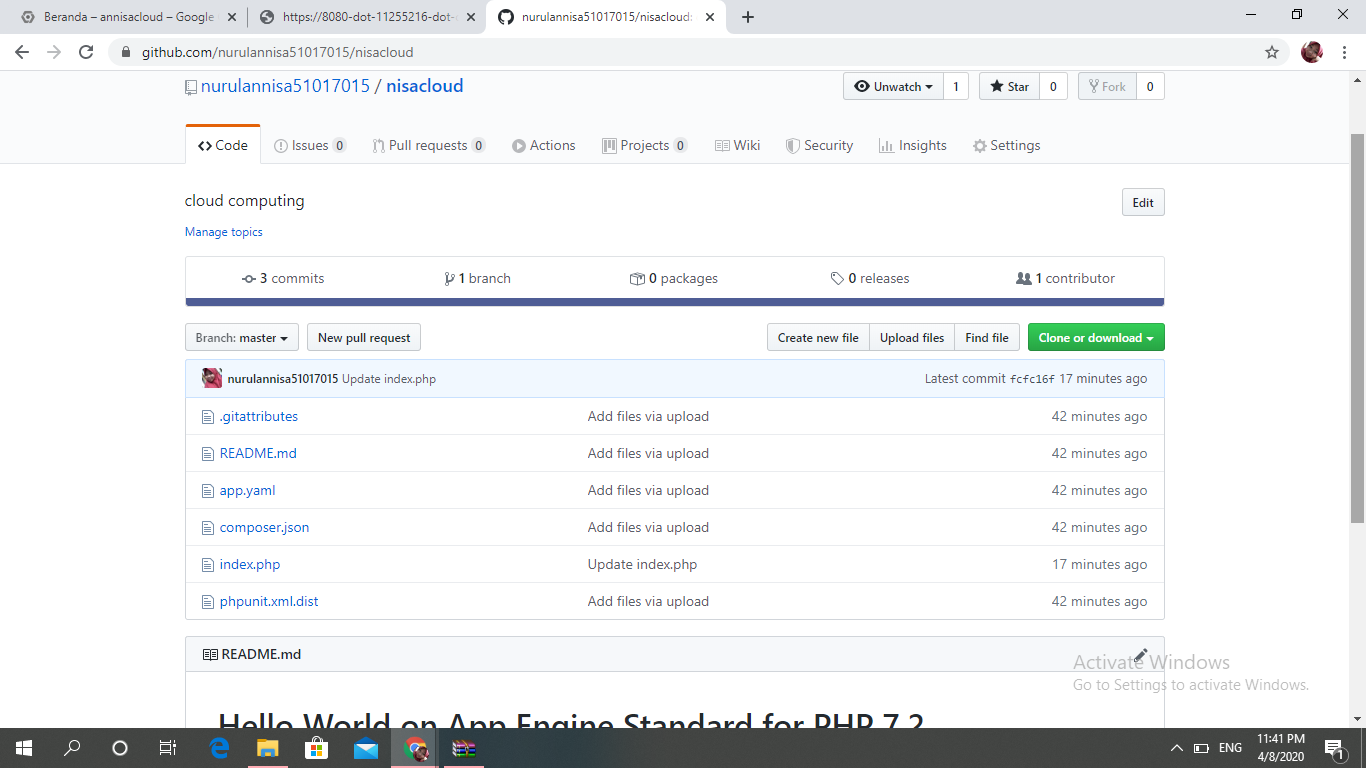 Beranda – annisacloud – Google
https://8080-dot-11255216-dot-
nurulannisa51017015/nisacloud:
github.com/nurulannisa51017015/nisacloud
nurulannisa51017015 / nisacloud
Unwatch 1 Star 0 Fork 0
Code Issues 0 Pull requests 0 Actions Projects 0 Wiki Security Insights Settings
cloud computing
Edit
Manage topics
3 commits 1 branch 0 packages 0 releases 1 contributor
Branch: master New pull request Create new file Upload files Find file Clone or download
nurulannisa51017015 Update index.php Latest commit fcfc16f 17 minutes ago
.gitattributes Add files via upload 42 minutes ago
README.md Add files via upload 42 minutes ago
app.yaml Add files via upload 42 minutes ago
composer.json Add files via upload 42 minutes ago
index.php Update index.php 17 minutes ago
phpunit.xml.dist Add files via upload 42 minutes ago
README.md
Activate Windows
Go to Settings to activate Windows.
Hello World on App Engine Standard for PHP 7.2
ENG
11:41 PM
4/8/2020
1